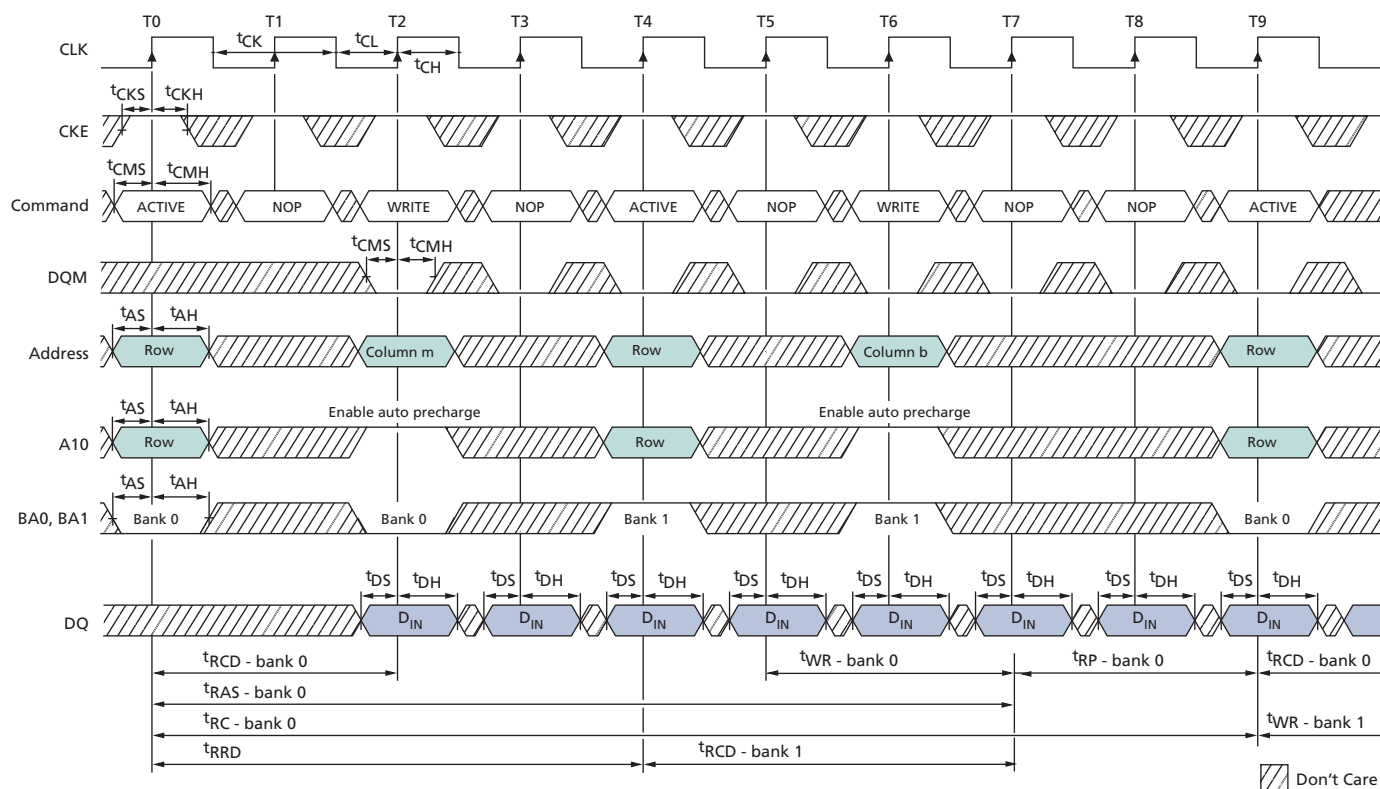 T0 T1 T2 T3 T4 T5 T6 T7 T8 T9
CLK
tCK tCL
tCH
tCKS tCKH
CKE
tCMS tCMH
Command ACTIVE NOP WRITE NOP ACTIVE NOP WRITE NOP NOP ACTIVE
tCMS tCMH
DQM
tAS tAH
Address Row Column m Row Column b Row
tAS tAH Enable auto precharge Enable auto precharge
A10 Row Row Row
tAS tAH
BA0, BA1 Bank 0 Bank 0 Bank 1 Bank 1 Bank 0
tDS tDH tDS tDH tDS tDH tDS tDH tDS tDH tDS tDH tDS tDH tDS tDH
DQ DIN DIN DIN DIN DIN DIN DIN DIN
tRCD - bank 0 tWR - bank 0 tRP - bank 0 tRCD - bank 0
tRAS - bank 0
tRC - bank 0 tWR - bank 1
tRRD tRCD - bank 1
Don't Care